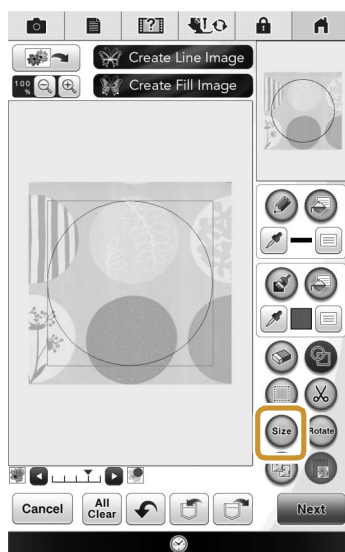 ?
Create Line Image
100 %
Create Fill Image
Size
Rotate
Cancel
All Clear
Next